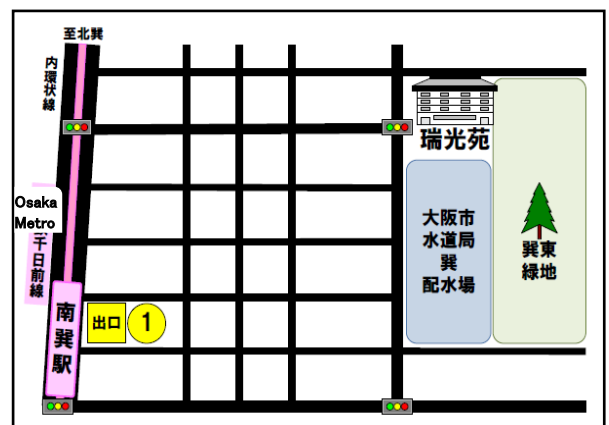 至北巽
内環状線
Osaka
Metro
千日前線
南巽駅
出口
1
瑞光苑
大阪市
水道局
巽
配水場
巽東
緑地